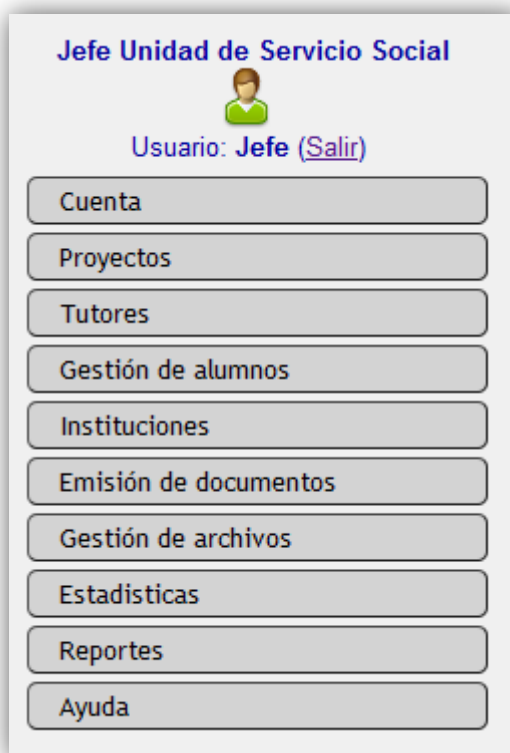 Jefe Unidad de Servicio Social
Usuario: Jefe (Salir)
Cuenta
Proyectos
Tutores
Gestión de alumnos
Instituciones
Emisión de documentos
Gestión de archivos
Estadisticas
Reportes
Ayuda